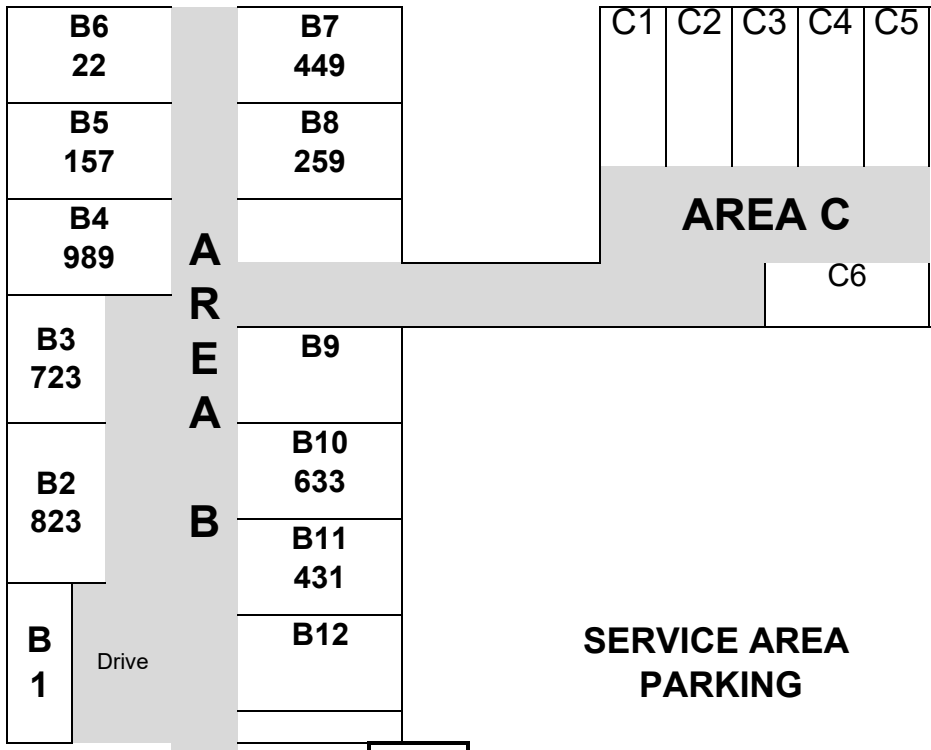 B6
22
B5
157
B4
989
B3
723
B2
823
B
1
Drive
A
R
E
A
B
B7
449
B8
259
B9
B10
633
B11
431
B12
C1 C2 C3 C4 C5
AREA C
C6
SERVICE AREA
PARKING